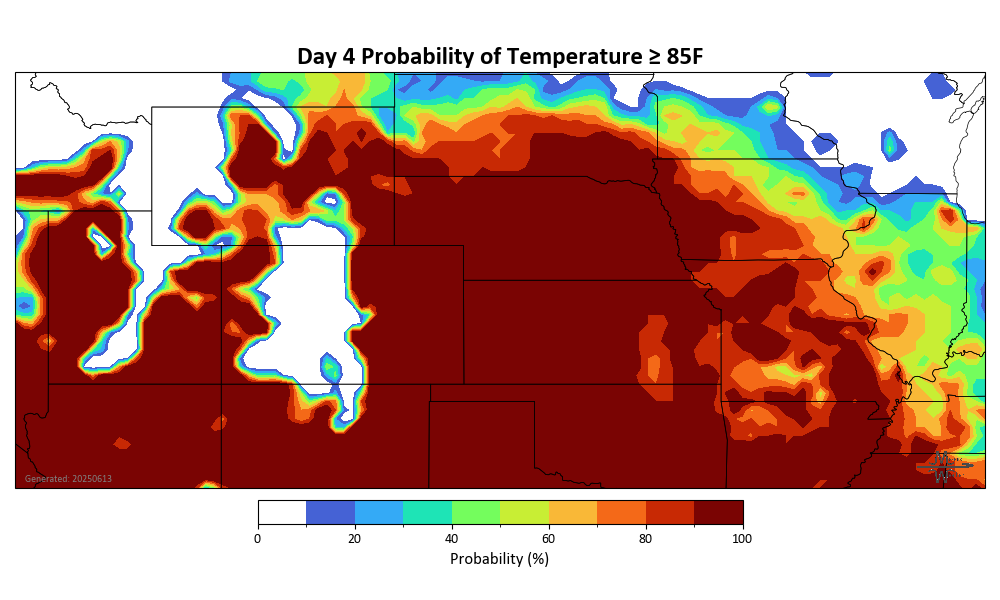 Day 4 Probability of Temperature ≥ 85F
Generated: 20250613
0 20 40 60 80 100
Probability (%)